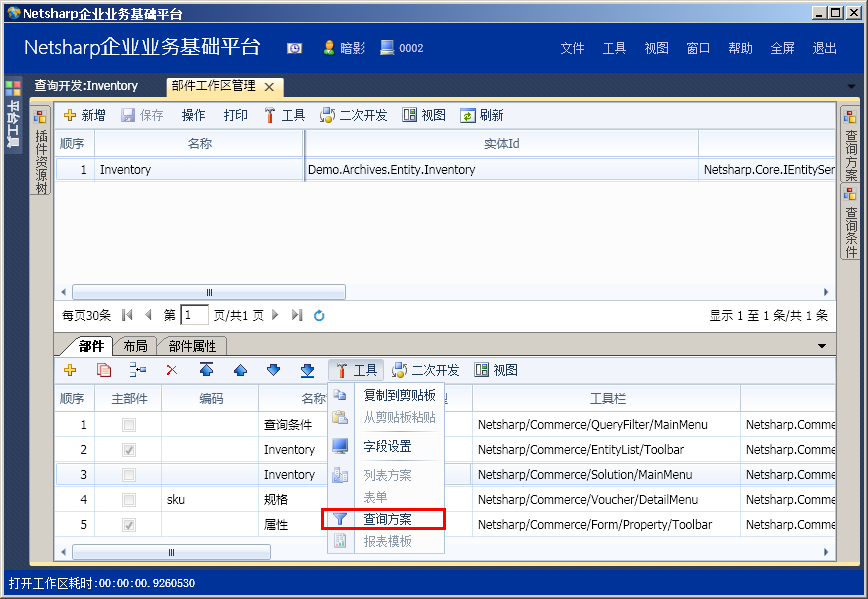 Netsharp企业业务基础平台
Netsharp企业业务基础平台 暗影 0002 文件 工具 视图 窗口 帮助 全屏 退出
平台工具
查询开发:Inventory 部件工作区管理
插件资源树
新增 保存 操作 打印 工具 二次开发 视图 刷新
查询方案
查询条件
顺序 名称 实体Id
1 Inventory Demo.Archives.Entity.Inventory Netsharp.Core.IEntitySer
每页30条 第 1 页/共1 页 显示 1 至 1 条/共 1 条
部件 布局 部件属性
工具 二次开发 视图
顺序 主部件 编码 名称 工具栏
1 查询条件 Netsharp/Commerce/QueryFilter/MainMenu Netsharp.Comme
2 Inventory Netsharp/Commerce/EntityList/Toolbar Netsharp.Comme
3 Inventory Netsharp/Commerce/Solution/MainMenu Netsharp.Comme
4 sku 规格 Netsharp/Commerce/Voucher/DetailMenu Netsharp.Comme
5 属性 Netsharp/Commerce/Form/Property/Toolbar Netsharp.Comme
复制到剪贴板
从剪贴板粘贴
字段设置
列表方案
表单
查询方案
报表模板
打开工作区耗时:00:00:00.9260530